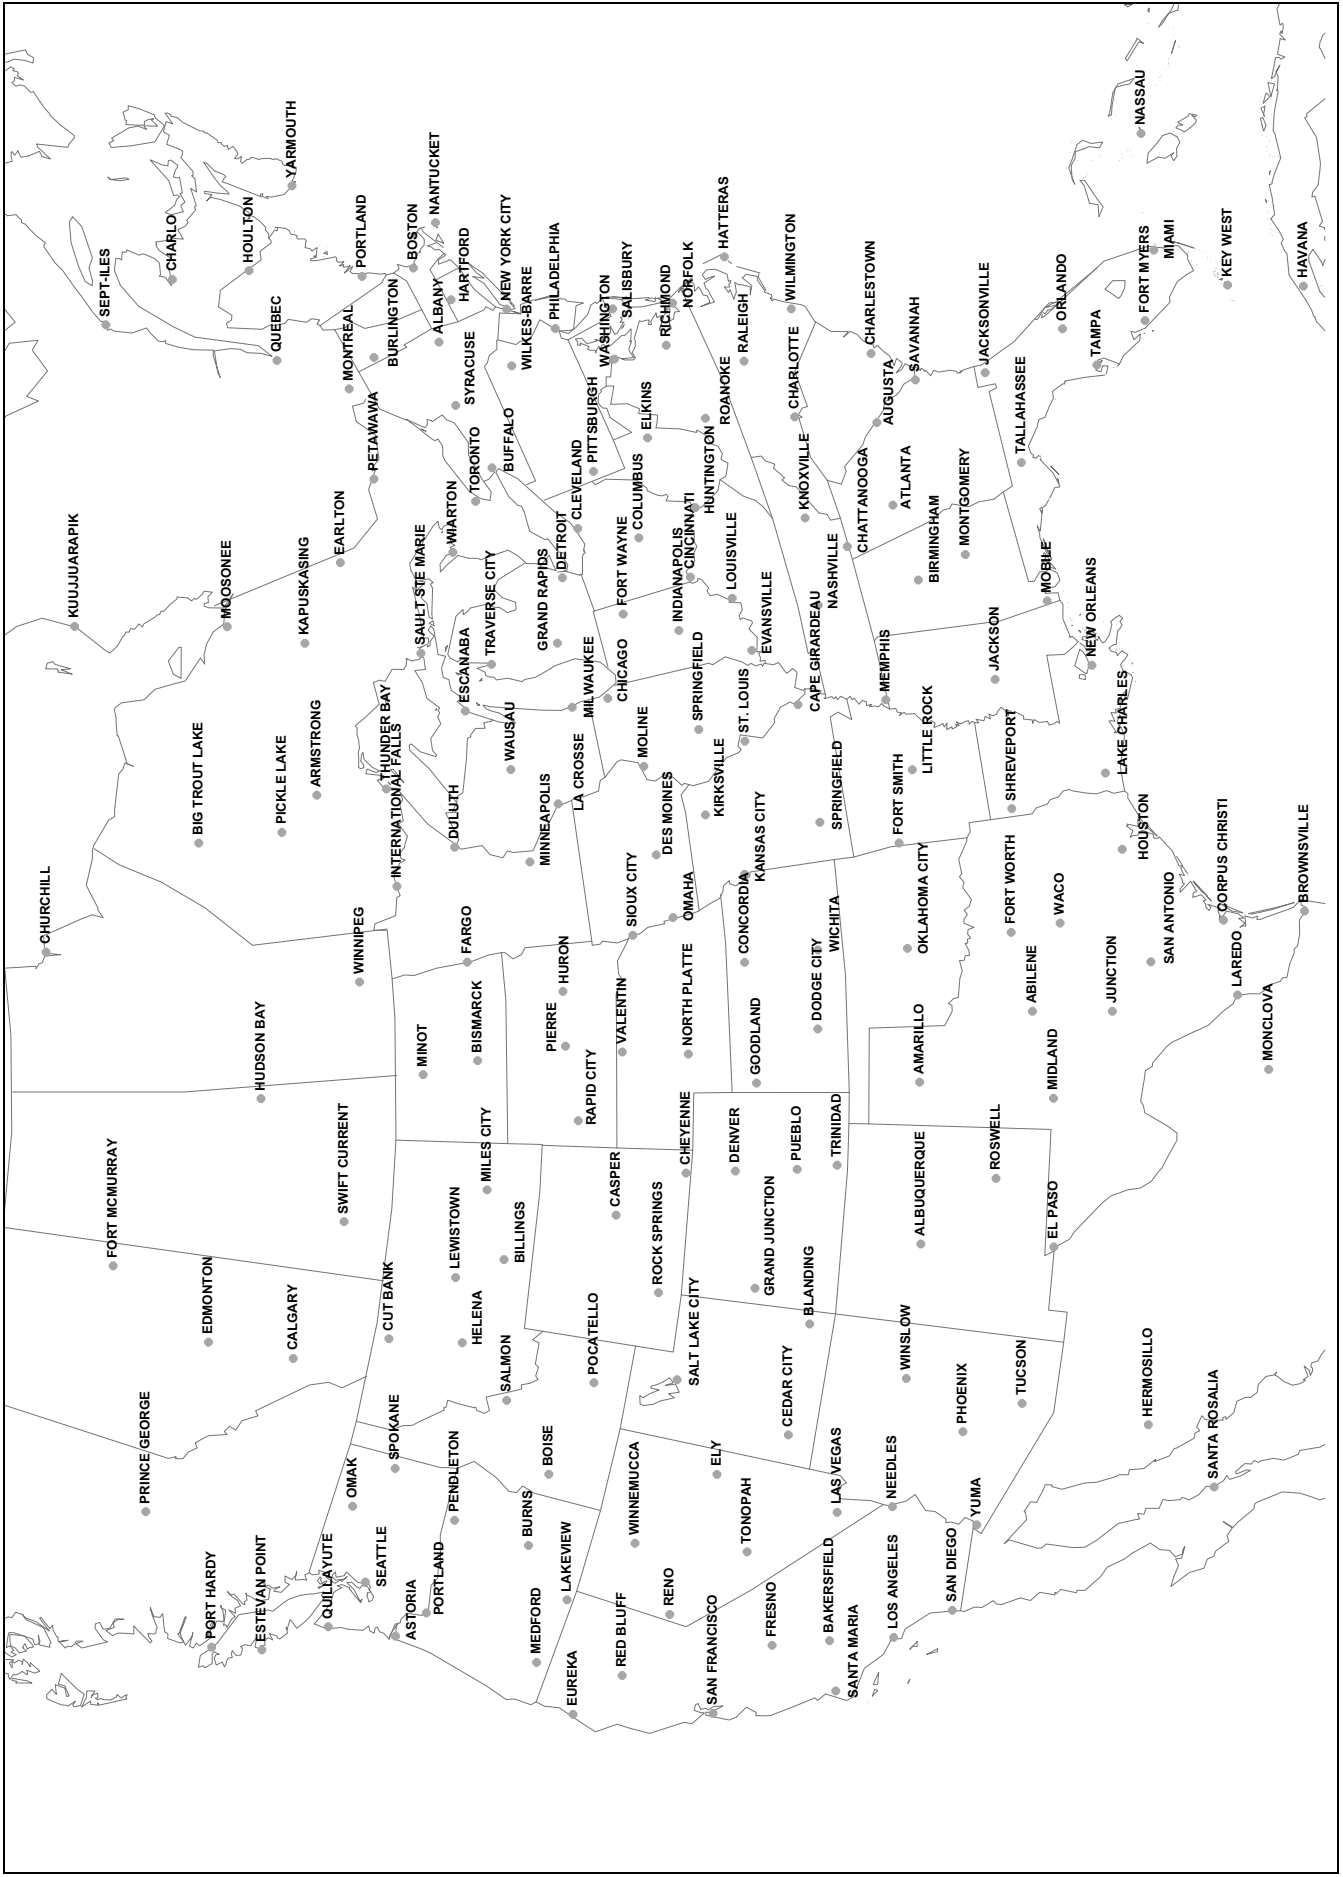 CHURCHILL
KUUJUARAPIK
SEPT-ILES
FORT MCMURRAY
PRINCE GEORGE
CHARLO
BIG TROUT LAKE
EDMONTON
PORT HARDY
MOOSONEE
HOULTON
HUDSON BAY
ESTEVAN POINT
QUEBEC
PICKLE LAKE
CALGARY
YARMOUTH
KAPUSKASING
ARMSTRONG
QUILLAYUTE
EARLTON
SWIFT CURRENT
MONTREAL
OMAK
PORTLAND
WINNIPEG
PETAWAWA
SEATTLE
BURLINGTON
THUNDER BAY
CUT BANK
INTERNATIONAL FALLS
SPOKANE
BOSTON
ASTORIA
SAULT STE MARIE
MINOT
NANTUCKET
ALBANY
PORTLAND
WIARTON
DULUTH
LEWISTOWN
PENDLETON
HARTFORD
SYRACUSE
ESCANABA
FARGO
TORONTO
BISMARCK
HELENA
MILES CITY
TRAVERSE CITY
NEW YORK CITY
BUFFALO
WAUSAU
SALMON
BILLINGS
WILKES-BARRE
BURNS
MEDFORD
MINNEAPOLIS
GRAND RAPIDS
BOISE
PIERRE
PHILADELPHIA
DETROIT
HURON
LAKEVIEW
EUREKA
CLEVELAND
LA CROSSE
MILWAUKEE
RAPID CITY
PITTSBURGH
POCATELLO
WASHINGTON
SALISBURY
CASPER
FORT WAYNE
CHICAGO
VALENTIN
RED BLUFF
SIOUX CITY
WINNEMUCCA
COLUMBUS
ELKINS
MOLINE
ROCK SPRINGS
RICHMOND
DES MOINES
RENO
INDIANAPOLIS
NORFOLK
CINCINNATI
OMAHA
NORTH PLATTE
CHEYENNE
SALT LAKE CITY
SPRINGFIELD
HUNTINGTON
KIRKSVILLE
SAN FRANCISCO
ELY
HATTERAS
ROANOKE
LOUISVILLE
DENVER
RALEIGH
ST. LOUIS
CONCORDIA
TONOPAH
KANSAS CITY
GOODLAND
EVANSVILLE
GRAND JUNCTION
FRESNO
WILMINGTON
CHARLOTTE
PUEBLO
CEDAR CITY
KNOXVILLE
BLANDING
CAPE GIRARDEAU
DODGE CITY
NASHVILLE
WICHITA
SPRINGFIELD
TRINIDAD
LAS VEGAS
BAKERSFIELD
SANTA MARIA
CHATTANOOGA
CHARLESTOWN
AUGUSTA
MEMPHIS
NEEDLES
LOS ANGELES
FORT SMITH
ATLANTA
WINSLOW
SAVANNAH
OKLAHOMA CITY
AMARILLO
ALBUQUERQUE
LITTLE ROCK
BIRMINGHAM
SAN DIEGO
MONTGOMERY
PHOENIX
YUMA
JACKSONVILLE
JACKSON
ROSWELL
SHREVEPORT
FORT WORTH
TALLAHASSEE
TUCSON
ABILENE
MOBILE
MIDLAND
EL PASO
ORLANDO
WACO
NEW ORLEANS
TAMPA
JUNCTION
LAKE CHARLES
NASSAU
FORT MYERS
HOUSTON
HERMOSILLO
MIAMI
SAN ANTONIO
SANTA ROSALIA
KEY WEST
CORPUS CHRISTI
LAREDO
MONCLOVA
HAVANA
BROWNSVILLE